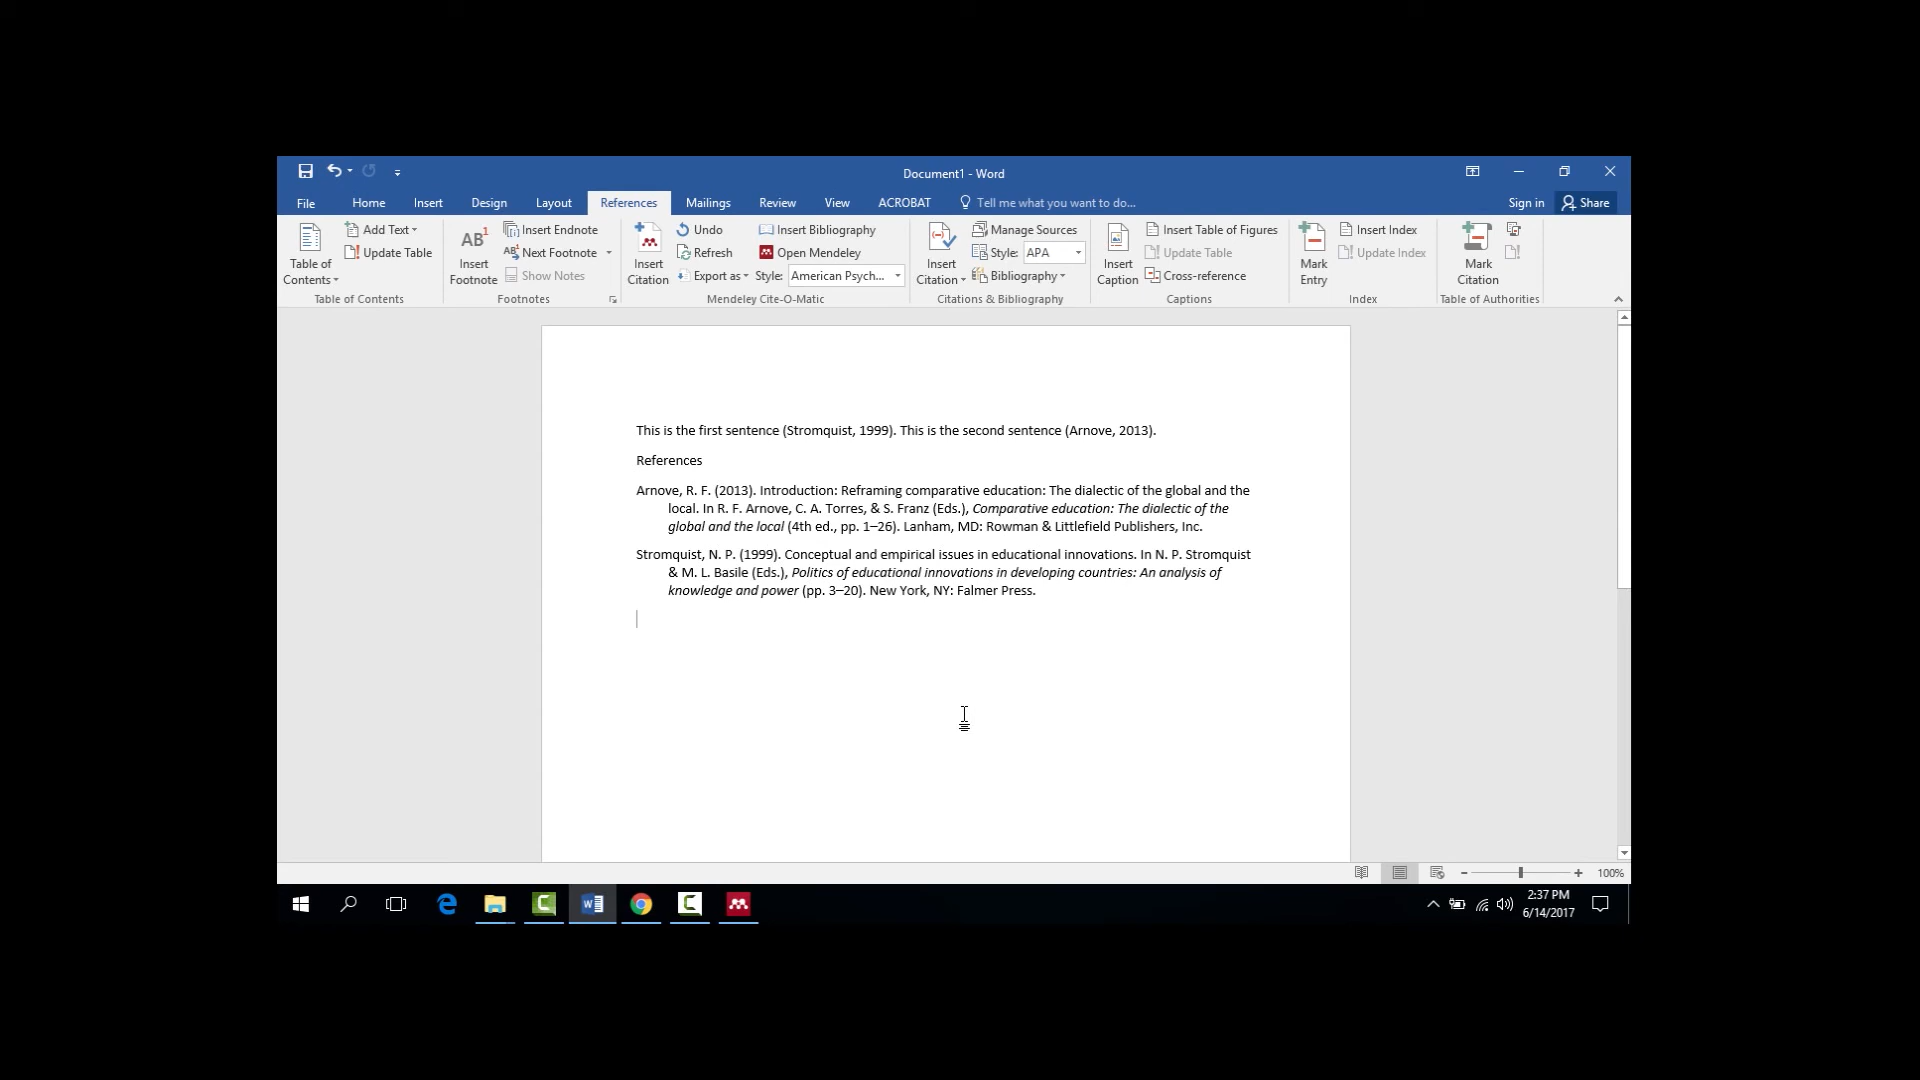 Document1 - Word
File Home Insert Design Layout References Mailings Review View ACROBAT Tell me what you want to do... Sign in Share
Table of Contents
Add Text
Update Table
Table of Contents
AB1 Insert Footnote
Insert Endnote
AB1 Next Footnote
Show Notes
Footnotes
Insert Citation
Undo
Refresh
Export as
Insert Bibliography
Open Mendeley
Style: American Psych...
Mendeley Cite-O-Matic
Insert Citation
Manage Sources
Style: APA
Bibliography
Citations & Bibliography
Insert Caption
Insert Table of Figures
Update Table
Cross-reference
Captions
Mark Entry
Insert Index
Update Index
Index
Mark Citation
Table of Authorities
This is the first sentence (Stromquist, 1999). This is the second sentence (Arnove, 2013).
References
Arnove, R. F. (2013). Introduction: Reframing comparative education: The dialectic of the global and the
local. In R. F. Arnove, C. A. Torres, & S. Franz (Eds.), Comparative education: The dialectic of the
global and the local (4th ed., pp. 1–26). Lanham, MD: Rowman & Littlefield Publishers, Inc.
Stromquist, N. P. (1999). Conceptual and empirical issues in educational innovations. In N. P. Stromquist
& M. L. Basile (Eds.), Politics of educational innovations in developing countries: An analysis of
knowledge and power (pp. 3–20). New York, NY: Falmer Press.
100%
2:37 PM
6/14/2017